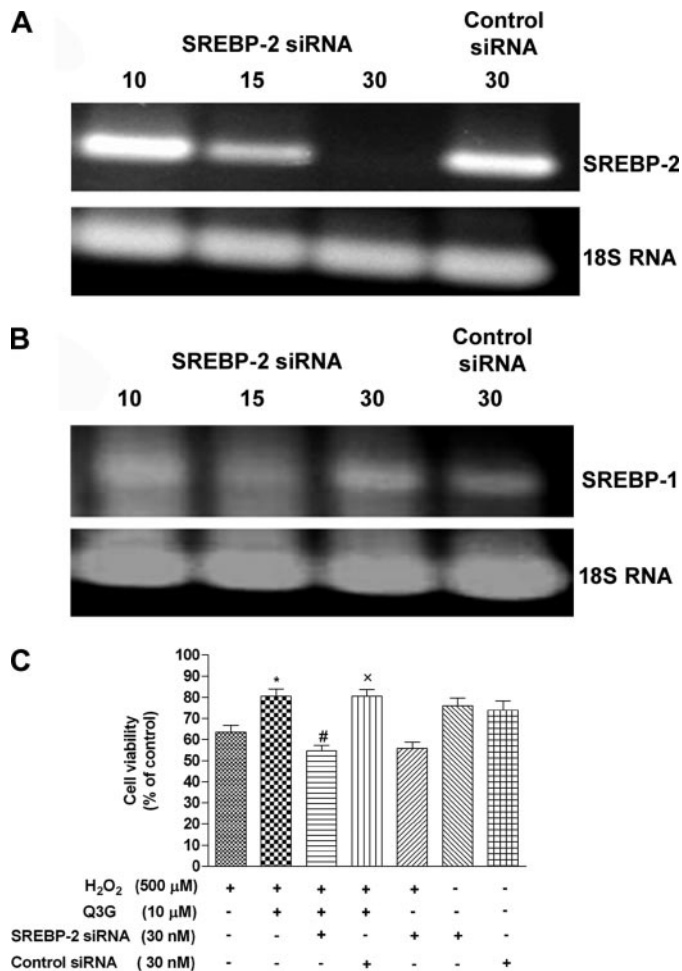 A
SREBP-2 siRNA
Control
siRNA
10 15 30 30
SREBP-2
18S RNA
B
SREBP-2 siRNA
Control
siRNA
10 15 30 30
SREBP-1
18S RNA
C
Cell viability
(% of control)
100
90
80
70
60
50
40
30
20
10
0
* # ×
H₂O₂ (500 µM) + + + + + - -
Q3G (10 µM) - + + + - - -
SREBP-2 siRNA (30 nM) - - + - + + -
Control siRNA (30 nM) - - - + - - +